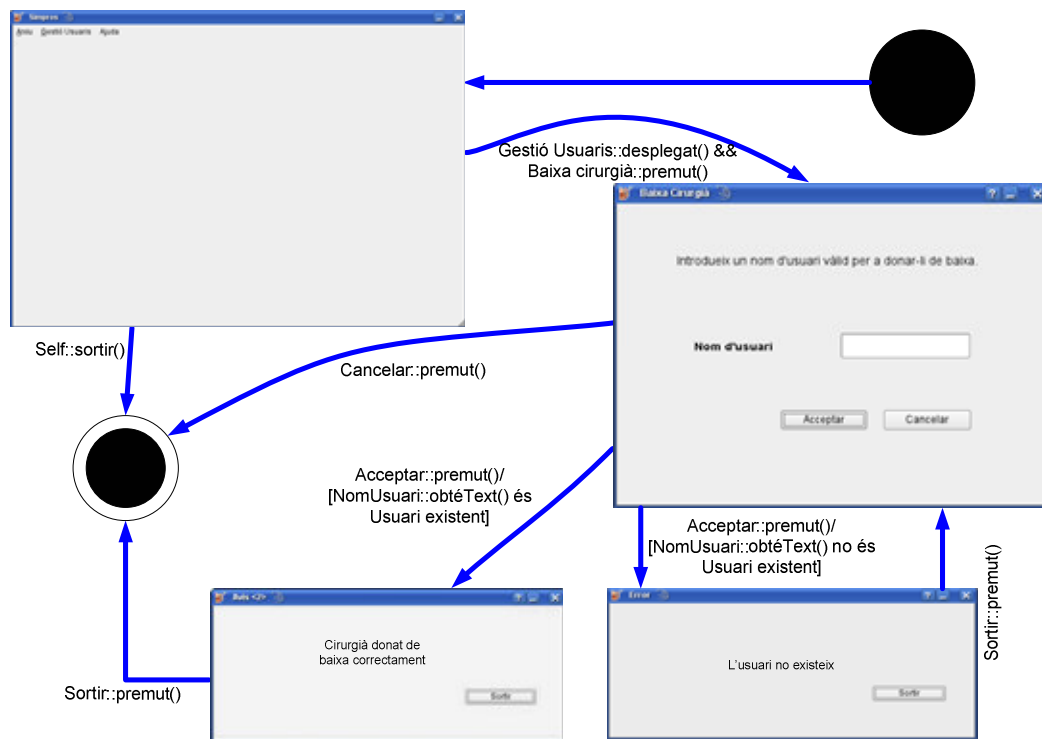 Simpros
Arxiu Gestió Usuaris Ajuda
Gestió Usuaris::desplegat() &&
Baixa cirurgià::premut()
Baixa Cirurgià
Introdueix un nom d'usuari vàlid per a donar-li de baixa.
Nom d'usuari
Acceptar Cancelar
Self::sortir()
Cancelar::premut()
Acceptar::premut()/
[NomUsuari::obtéText() és
Usuari existent]
Acceptar::premut()/
[NomUsuari::obtéText() no és
Usuari existent]
Sortir::premut()
Avís <2>
Cirurgià donat de
baixa correctament
Sortir
Sortir::premut()
Error
L'usuari no existeix
Sortir